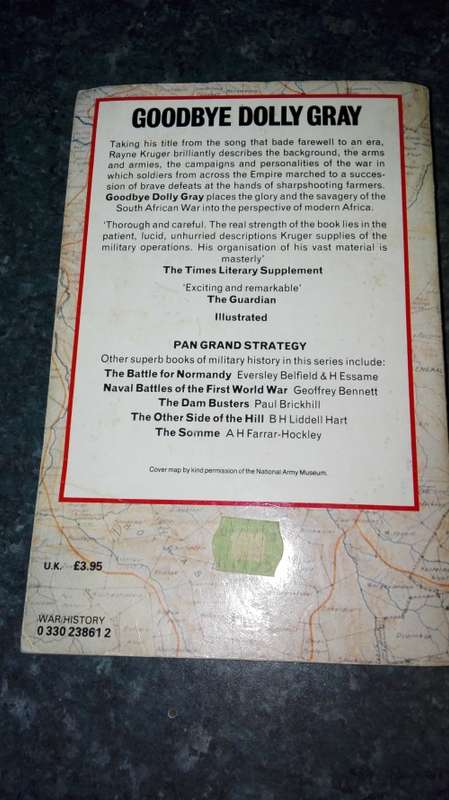 GOODBYE DOLLY GRAY
Taking his title from the song that bade farewell to an era,
Rayne Kruger brilliantly describes the background, the arms
and armies, the campaigns and personalities of the war in
which soldiers from across the Empire marched to a succes-
sion of brave defeats at the hands of sharpshooting farmers.
Goodbye Dolly Gray places the glory and the savagery of the
South African War into the perspective of modern Africa.
'Thorough and careful. The real strength of the book lies in the
patient, lucid, unhurried descriptions Kruger supplies of the
military operations. His organisation of his vast material is
masterly'
The Times Literary Supplement
'Exciting and remarkable'
The Guardian
Illustrated
PAN GRAND STRATEGY
Other superb books of military history in this series include:
The Battle for Normandy Eversley Belfield & H Essame
Naval Battles of the First World War Geoffrey Bennett
The Dam Busters Paul Brickhill
The Other Side of the Hill B H Liddell Hart
The Somme A H Farrar-Hockley
Cover map by kind permission of the National Army Museum.
U.K. £3.95
WAR/HISTORY
0 330 23861 2